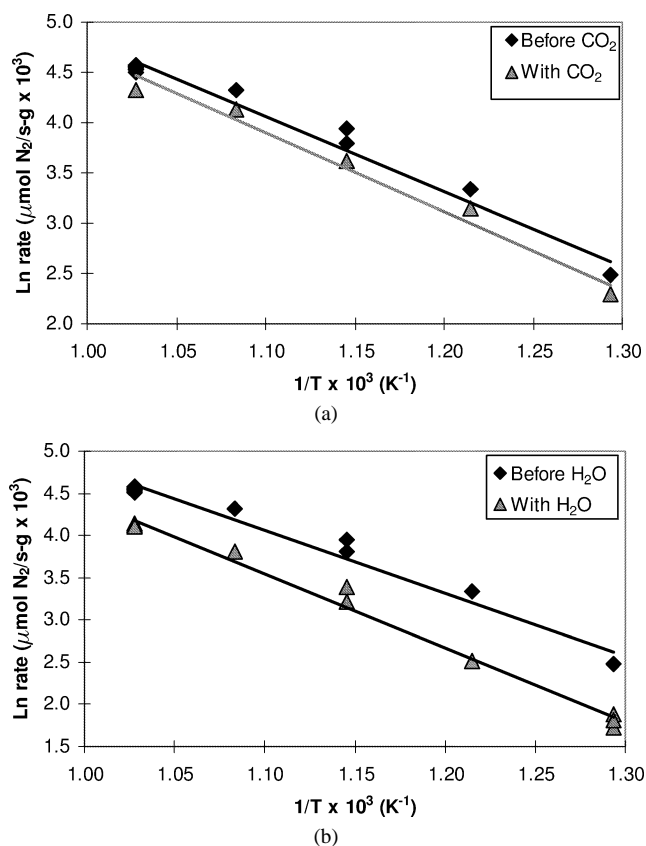 5.0
4.5
4.0
3.5
3.0
2.5
2.0
Ln rate (μmol N₂/s-g x 10³)
Before CO₂
With CO₂
1.00 1.05 1.10 1.15 1.20 1.25 1.30
1/T x 10³ (K⁻¹)
(a)
5.0
4.5
4.0
3.5
3.0
2.5
2.0
1.5
Ln rate (μmol N₂/s-g x 10³)
Before H₂O
With H₂O
1.00 1.05 1.10 1.15 1.20 1.25 1.30
1/T x 10³ (K⁻¹)
(b)